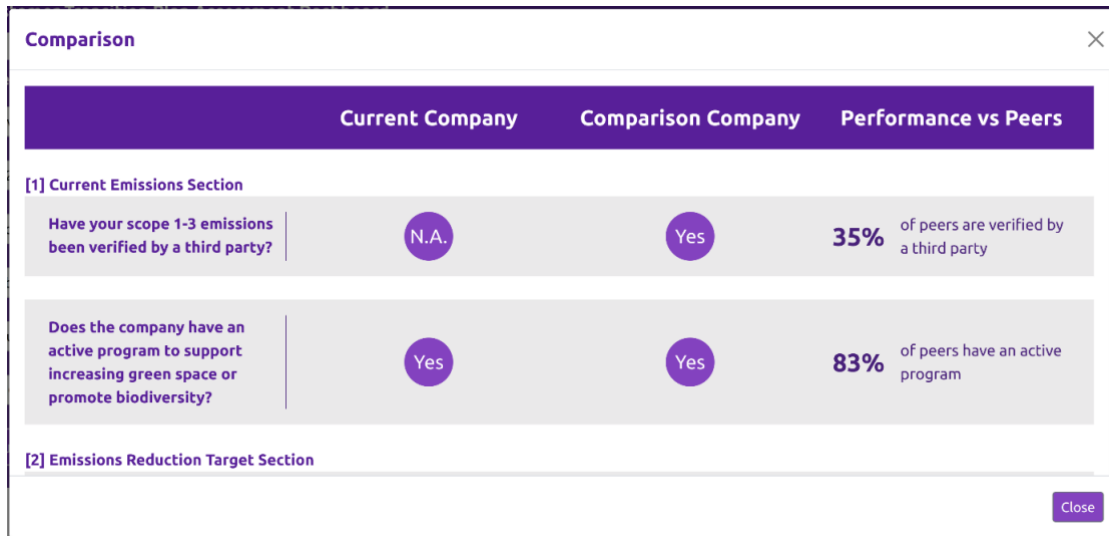 Comparison
Current Company Comparison Company Performance vs Peers
[1] Current Emissions Section
Have your scope 1-3 emissions
been verified by a third party?
N.A.
Yes
35%
of peers are verified by
a third party
Does the company have an
active program to support
increasing green space or
promote biodiversity?
Yes
Yes
83%
of peers have an active
program
[2] Emissions Reduction Target Section
Close